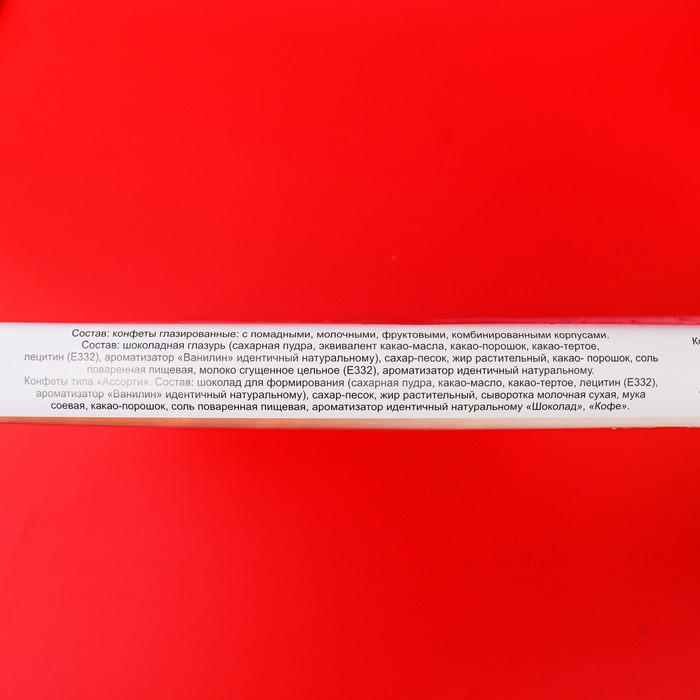 Состав: конфеты глазированные: с помадными, молочными, фруктовыми, комбинированными корпусами.
Состав: шоколадная глазурь (сахарная пудра, эквивалент какао-масла, какао-порошок, какао-тертое,
лецитин (Е332), ароматизатор «Ванилин» идентичный натуральному), сахар-песок, жир растительный, какао- порошок, соль
поваренная пищевая, молоко сгущенное цельное (Е332), ароматизатор идентичный натуральному.
Конфеты типа «Ассорти». Состав: шоколад для формирования (сахарная пудра, какао-масло, какао-тертое, лецитин (Е332),
ароматизатор «Ванилин» идентичный натуральному), сахар-песок, жир растительный, сыворотка молочная сухая, мука
соевая, какао-порошок, соль поваренная пищевая, ароматизатор идентичный натуральному «Шоколад», «Кофе».